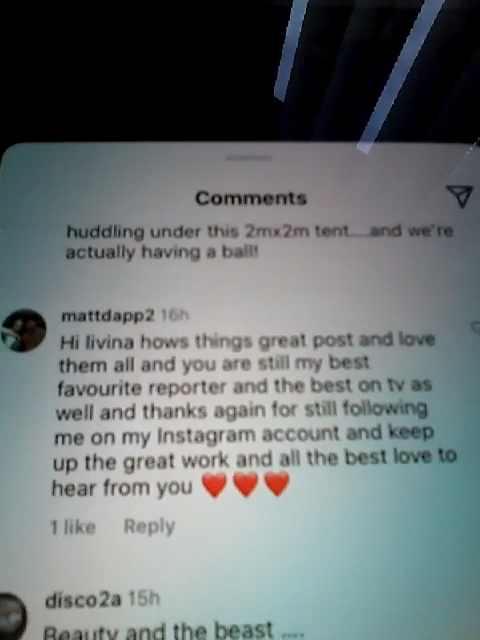 Comments
huddling under this 2mx2m tent....and we're
actually having a ball!
mattdapp2 16h
Hi livina hows things great post and love
them all and you are still my best
favourite reporter and the best on tv as
well and thanks again for still following
me on my Instagram account and keep
up the great work and all the best love to
hear from you ❤️❤️❤️
1 like Reply
disco2a 15h
Beauty and the beast ....